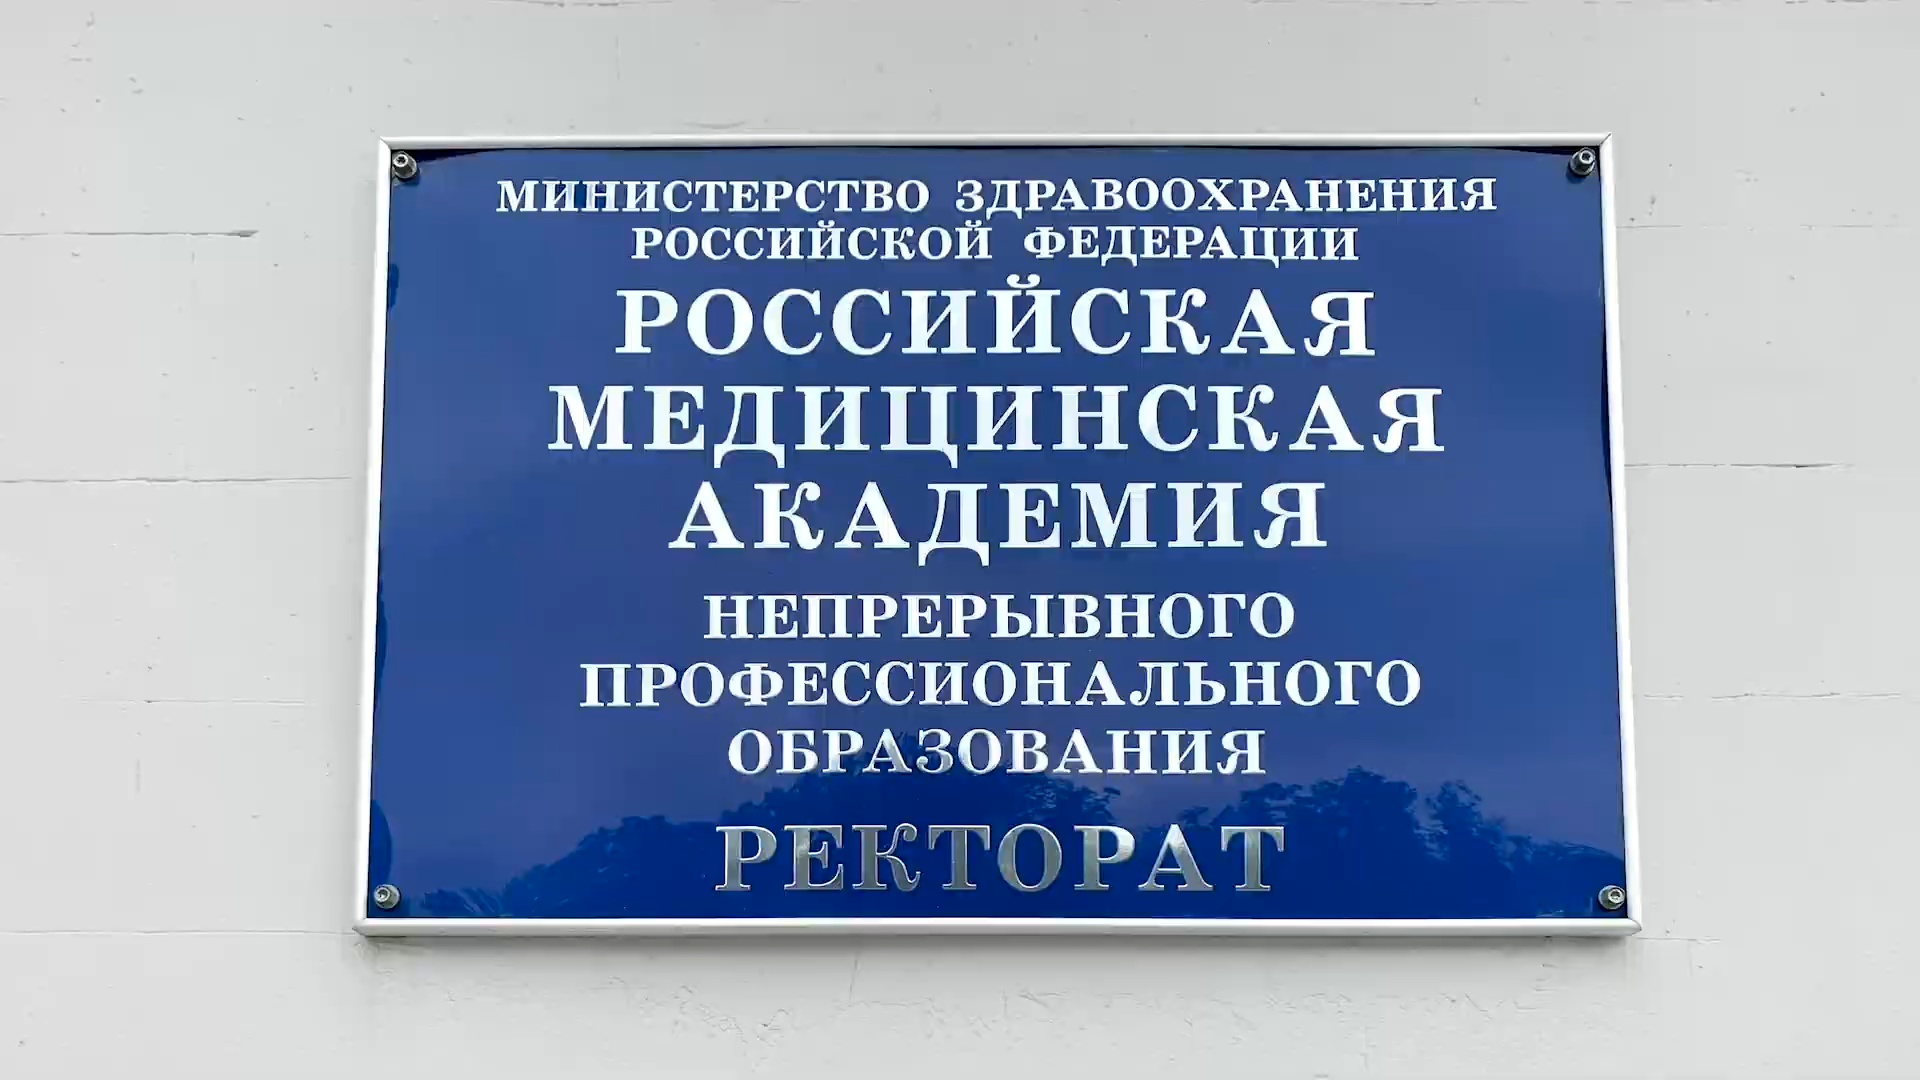 МИНИСТЕРСТВО ЗДРАВООХРАНЕНИЯ
РОССИЙСКОЙ ФЕДЕРАЦИИ
РОССИЙСКАЯ
МЕДИЦИНСКАЯ
АКАДЕМИЯ
НЕПРЕРЫВНОГО
ПРОФЕССИОНАЛЬНОГО
ОБРАЗОВАНИЯ
РЕКТОРАТ